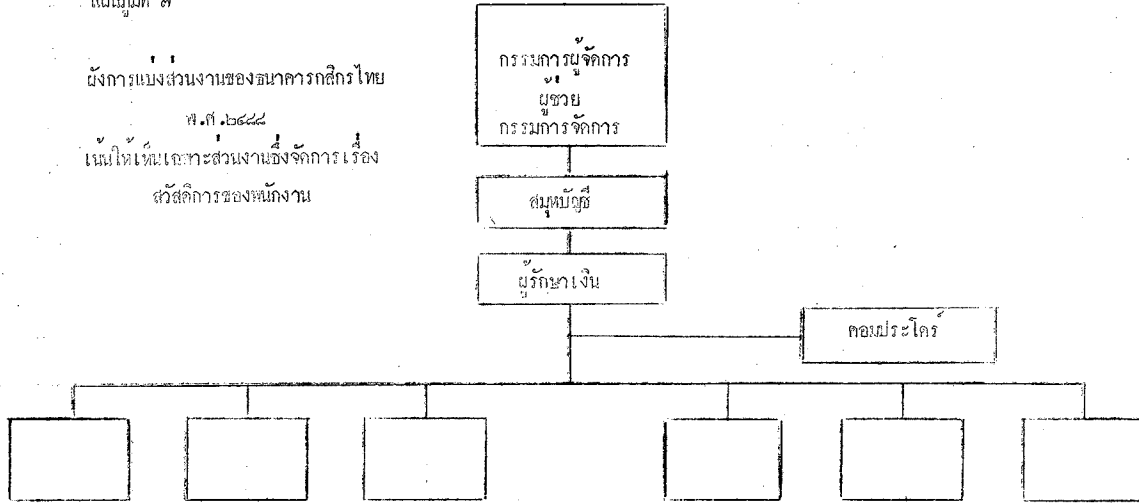 แผนภูมิที่ ๓
ผังการแบ่งส่วนงานของธนาคารกสิกรไทย
พ.ศ.๒๔๘๘
เน้นให้เห็นเฉพาะส่วนงานซึ่งจัดการเรื่อง
สวัสดิการของพนักงาน
กรรมการผู้จัดการ
ผู้ช่วย
กรรมการจัดการ
สมุหบัญชี
ผู้รักษาเงิน
คอมประโดร์